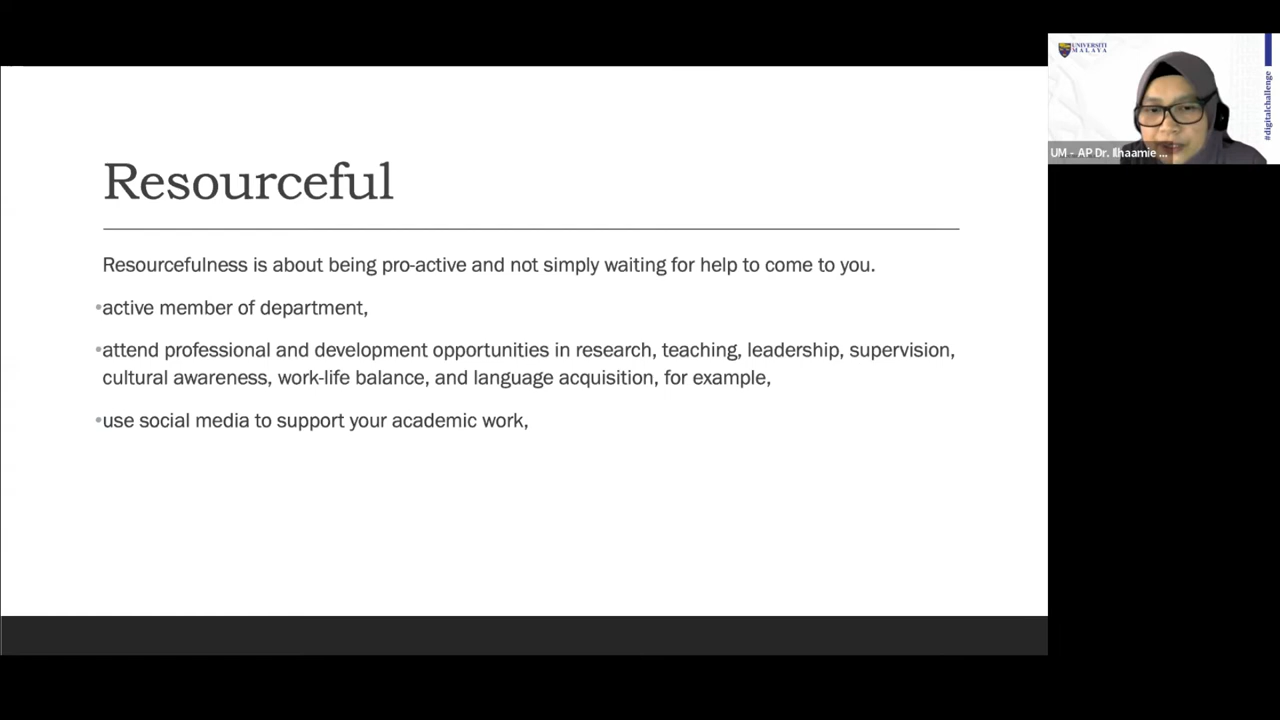 Resourceful
Resourcefulness is about being pro-active and not simply waiting for help to come to you.
•active member of department,
•attend professional and development opportunities in research, teaching, leadership, supervision,
cultural awareness, work-life balance, and language acquisition, for example,
•use social media to support your academic work,
UNIVERSITI
MALAYA
#digitalchallenge
UM - AP Dr. Ilhaamie ...